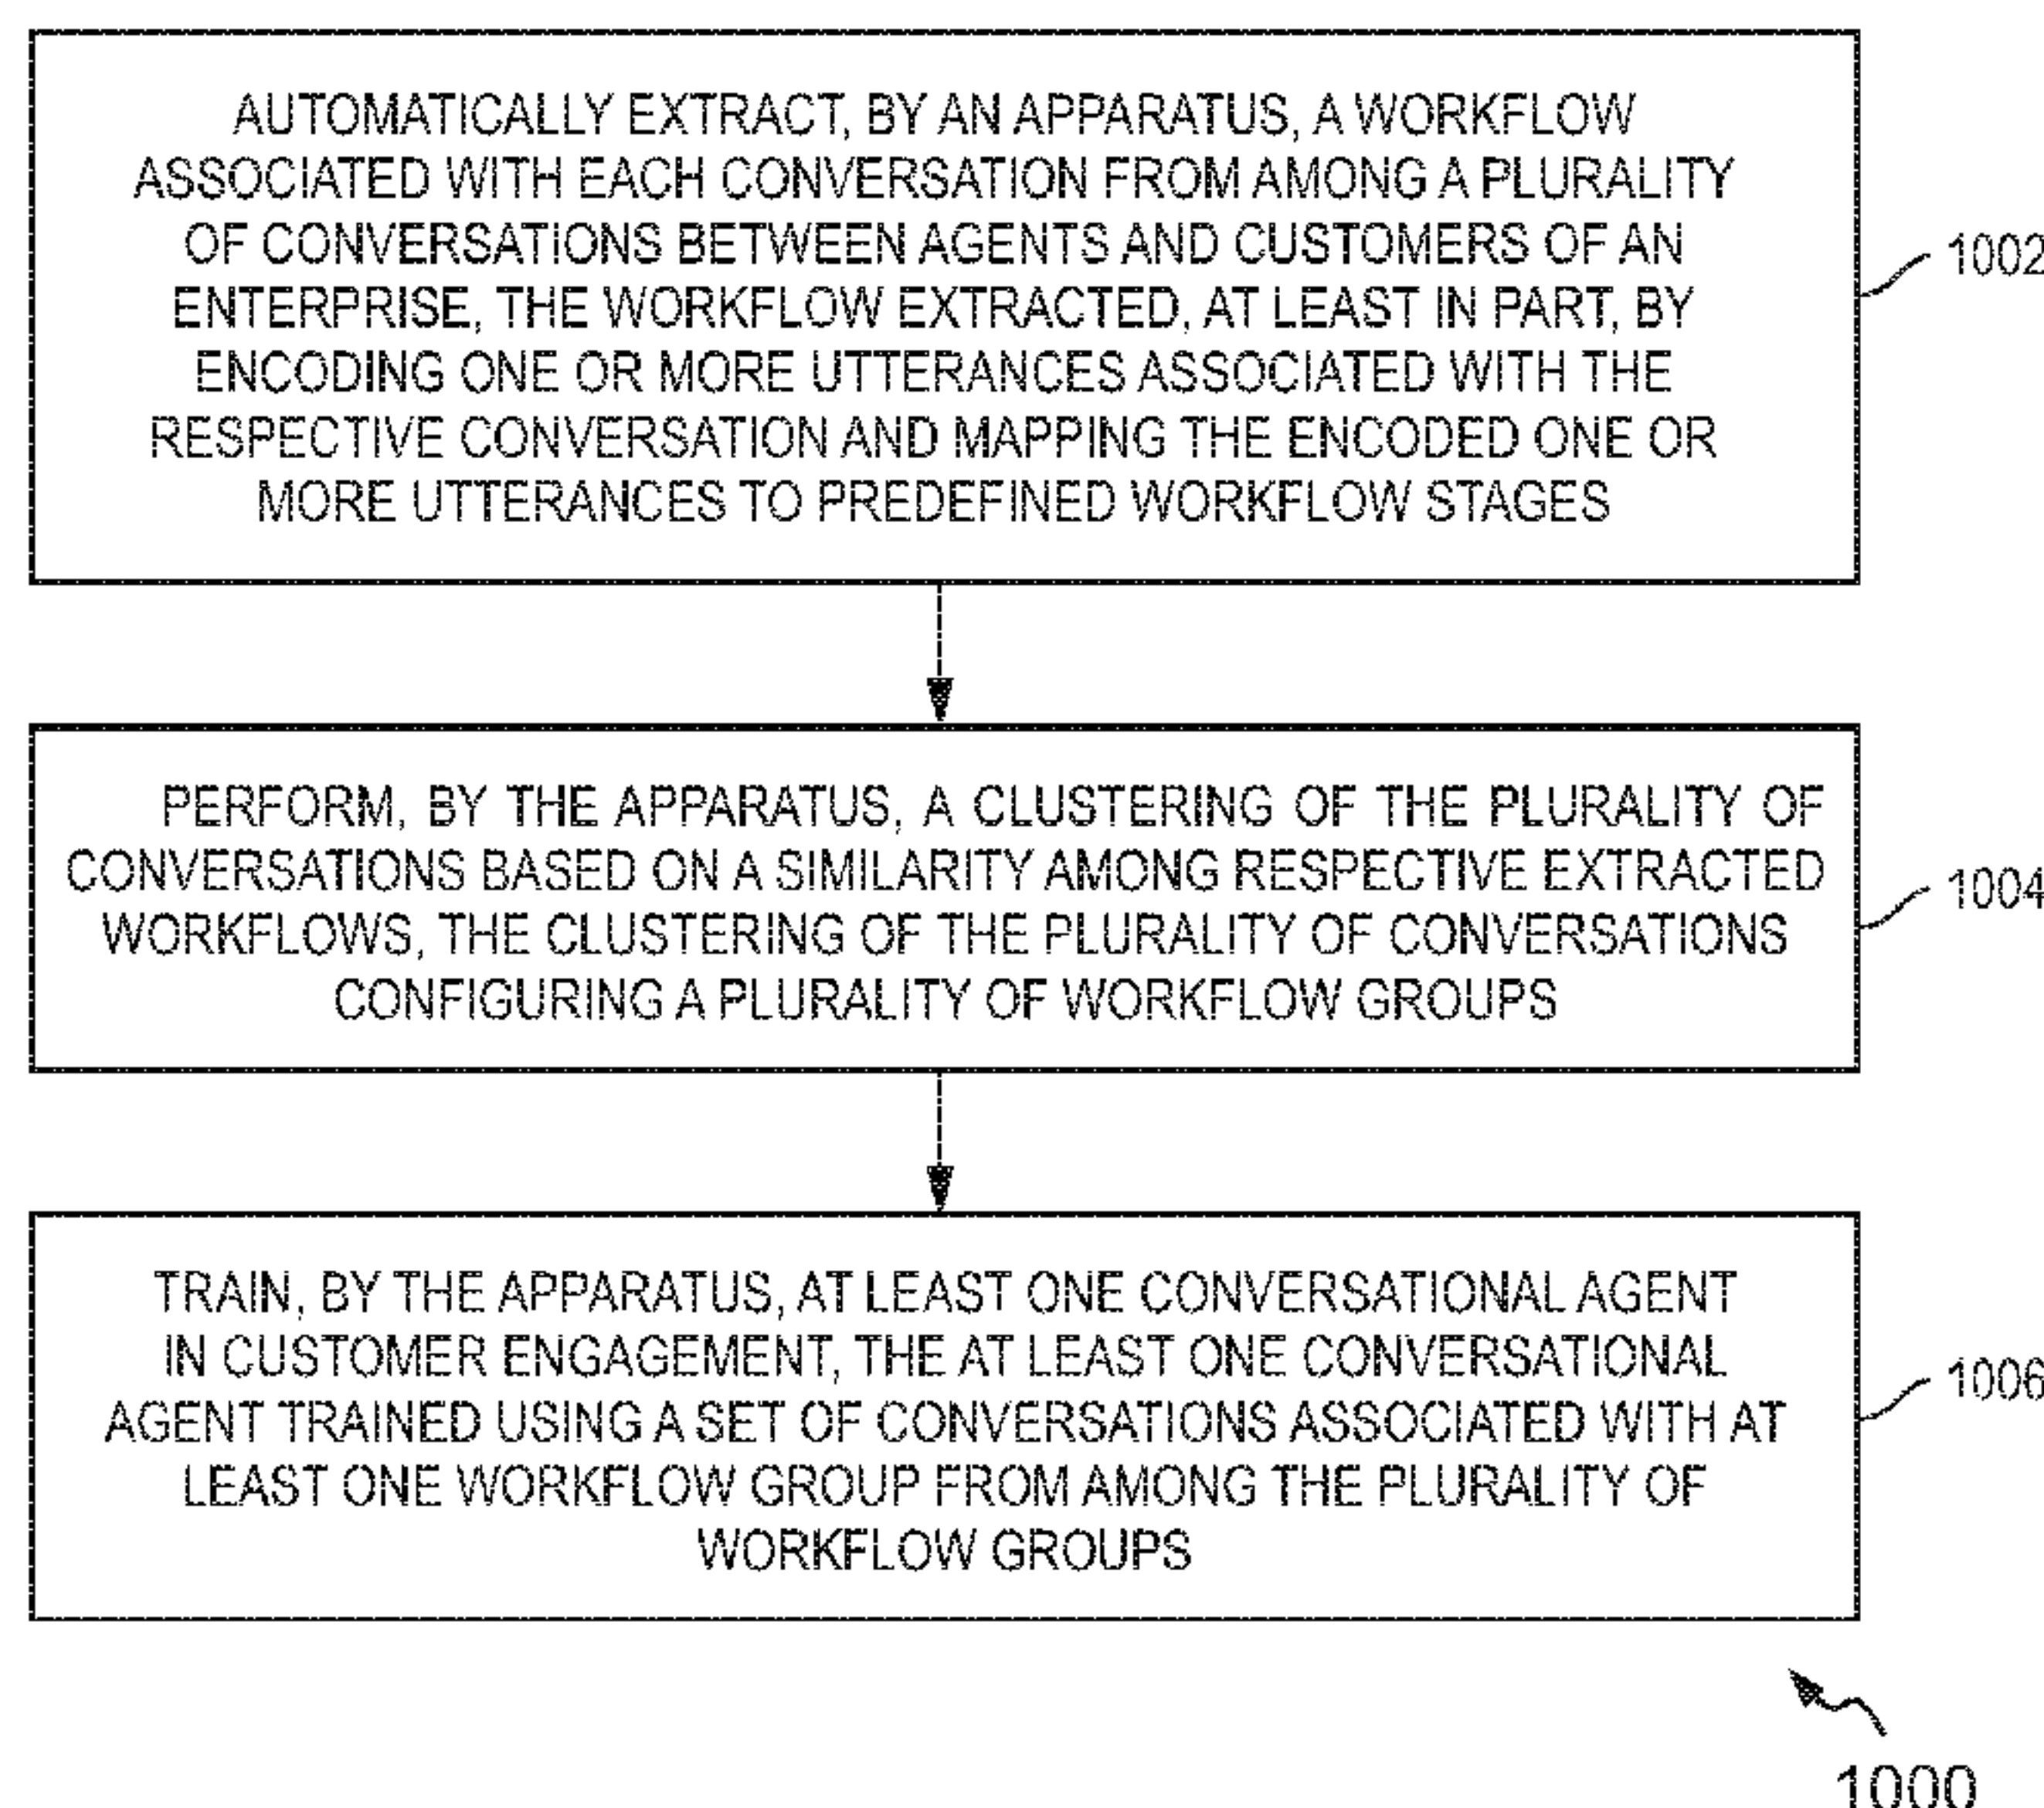 AUTOMATICALLY EXTRACT, BY AN APPARATUS, A WORKFLOW
ASSOCIATED WITH EACH CONVERSATION FROM AMONG A PLURALITY
OF CONVERSATIONS BETWEEN AGENTS AND CUSTOMERS OF AN
ENTERPRISE, THE WORKFLOW EXTRACTED, AT LEAST IN PART, BY
ENCODING ONE OR MORE UTTERANCES ASSOCIATED WITH THE
RESPECTIVE CONVERSATION AND MAPPING THE ENCODED ONE OR
MORE UTTERANCES TO PREDEFINED WORKFLOW STAGES
1002
PERFORM, BY THE APPARATUS, A CLUSTERING OF THE PLURALITY OF
CONVERSATIONS BASED ON A SIMILARITY AMONG RESPECTIVE EXTRACTED
WORKFLOWS, THE CLUSTERING OF THE PLURALITY OF CONVERSATIONS
CONFIGURING A PLURALITY OF WORKFLOW GROUPS
1004
TRAIN, BY THE APPARATUS, AT LEAST ONE CONVERSATIONAL AGENT
IN CUSTOMER ENGAGEMENT, THE AT LEAST ONE CONVERSATIONAL
AGENT TRAINED USING A SET OF CONVERSATIONS ASSOCIATED WITH AT
LEAST ONE WORKFLOW GROUP FROM AMONG THE PLURALITY OF
WORKFLOW GROUPS
1006
1000